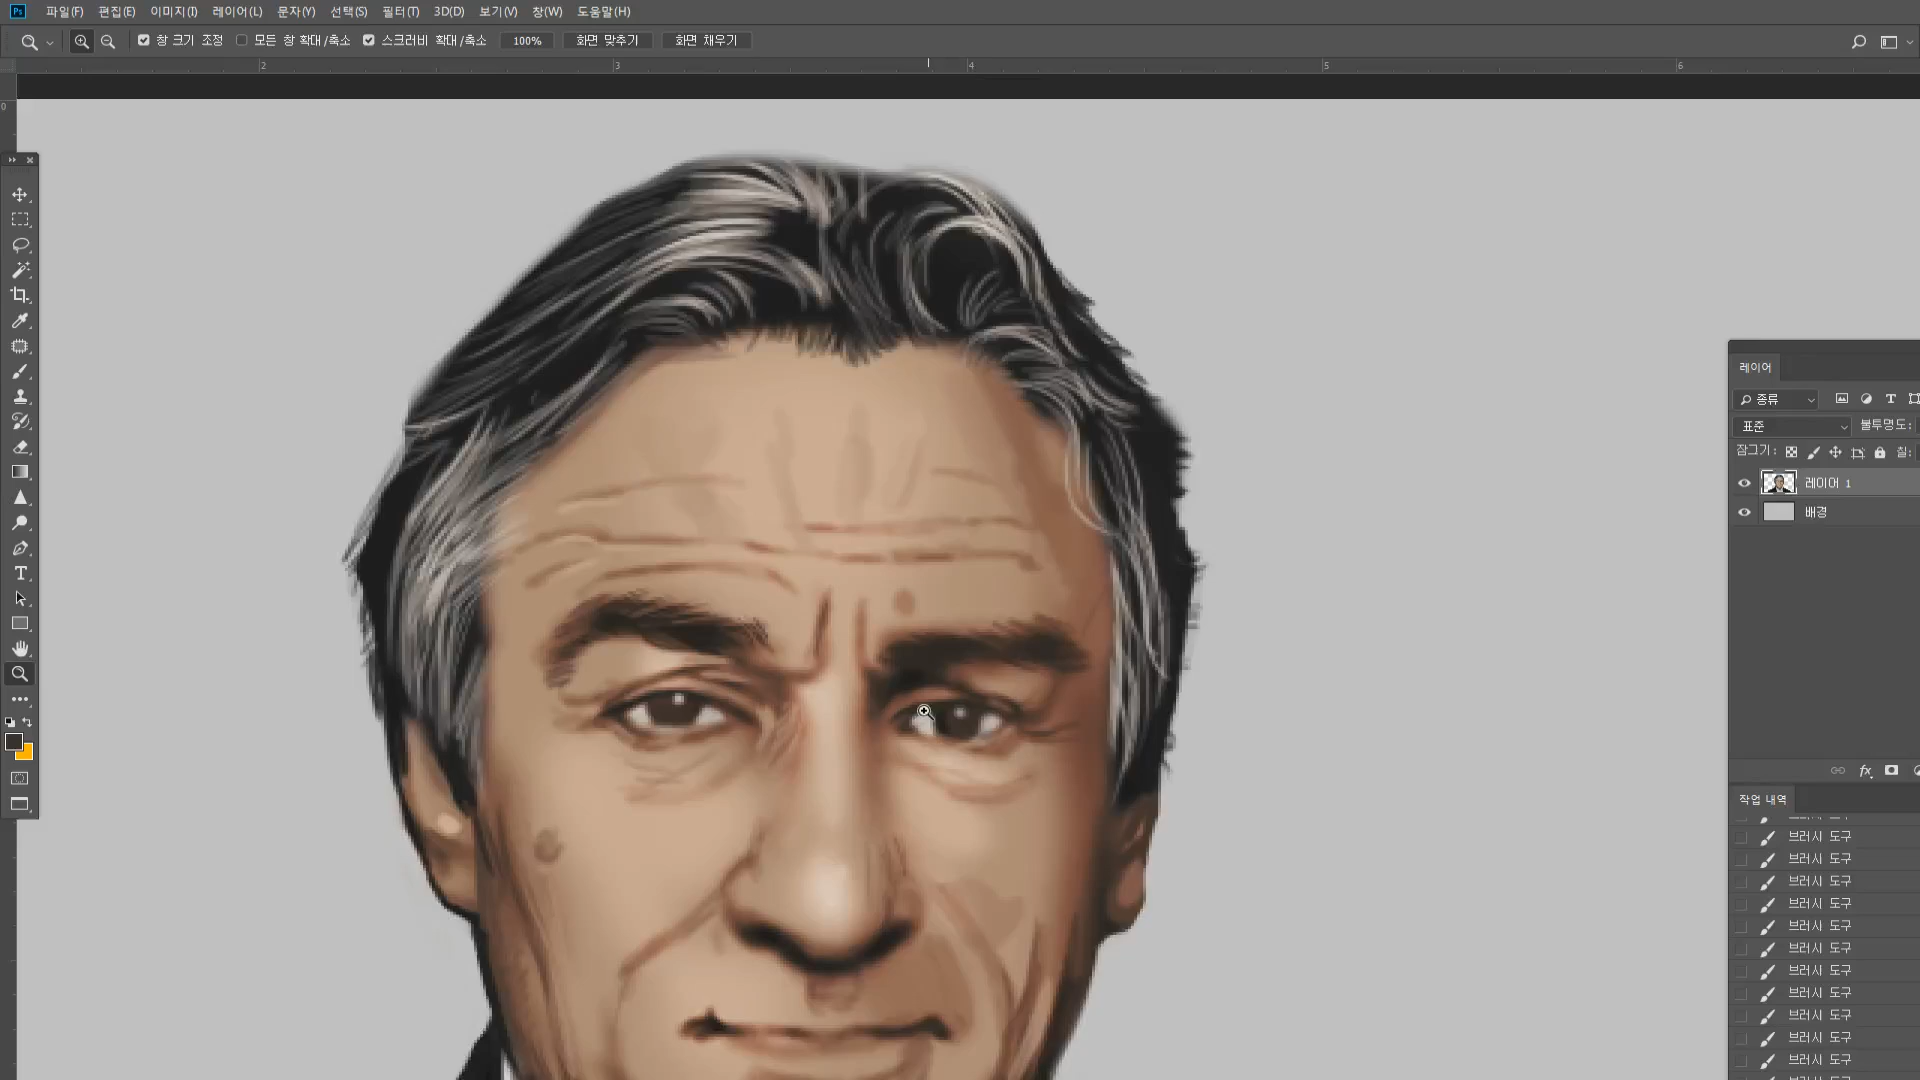 Ps 파일(F) 편집(E) 이미지(I) 레이어(L) 문자(Y) 선택(S) 필터(T) 3D(D) 보기(V) 창(W) 도움말(H)
창 크기 조정 모든 창 확대/축소 스크러비 확대/축소 100% 화면 맞추기 화면 채우기
2 3 4 5 6
0
레이어
종류
표준 불투명도:
잠그기: 칠:
레이어 1
배경
fx
작업 내역
브러시 도구
브러시 도구
브러시 도구
브러시 도구
브러시 도구
브러시 도구
브러시 도구
브러시 도구
브러시 도구
브러시 도구
브러시 도구